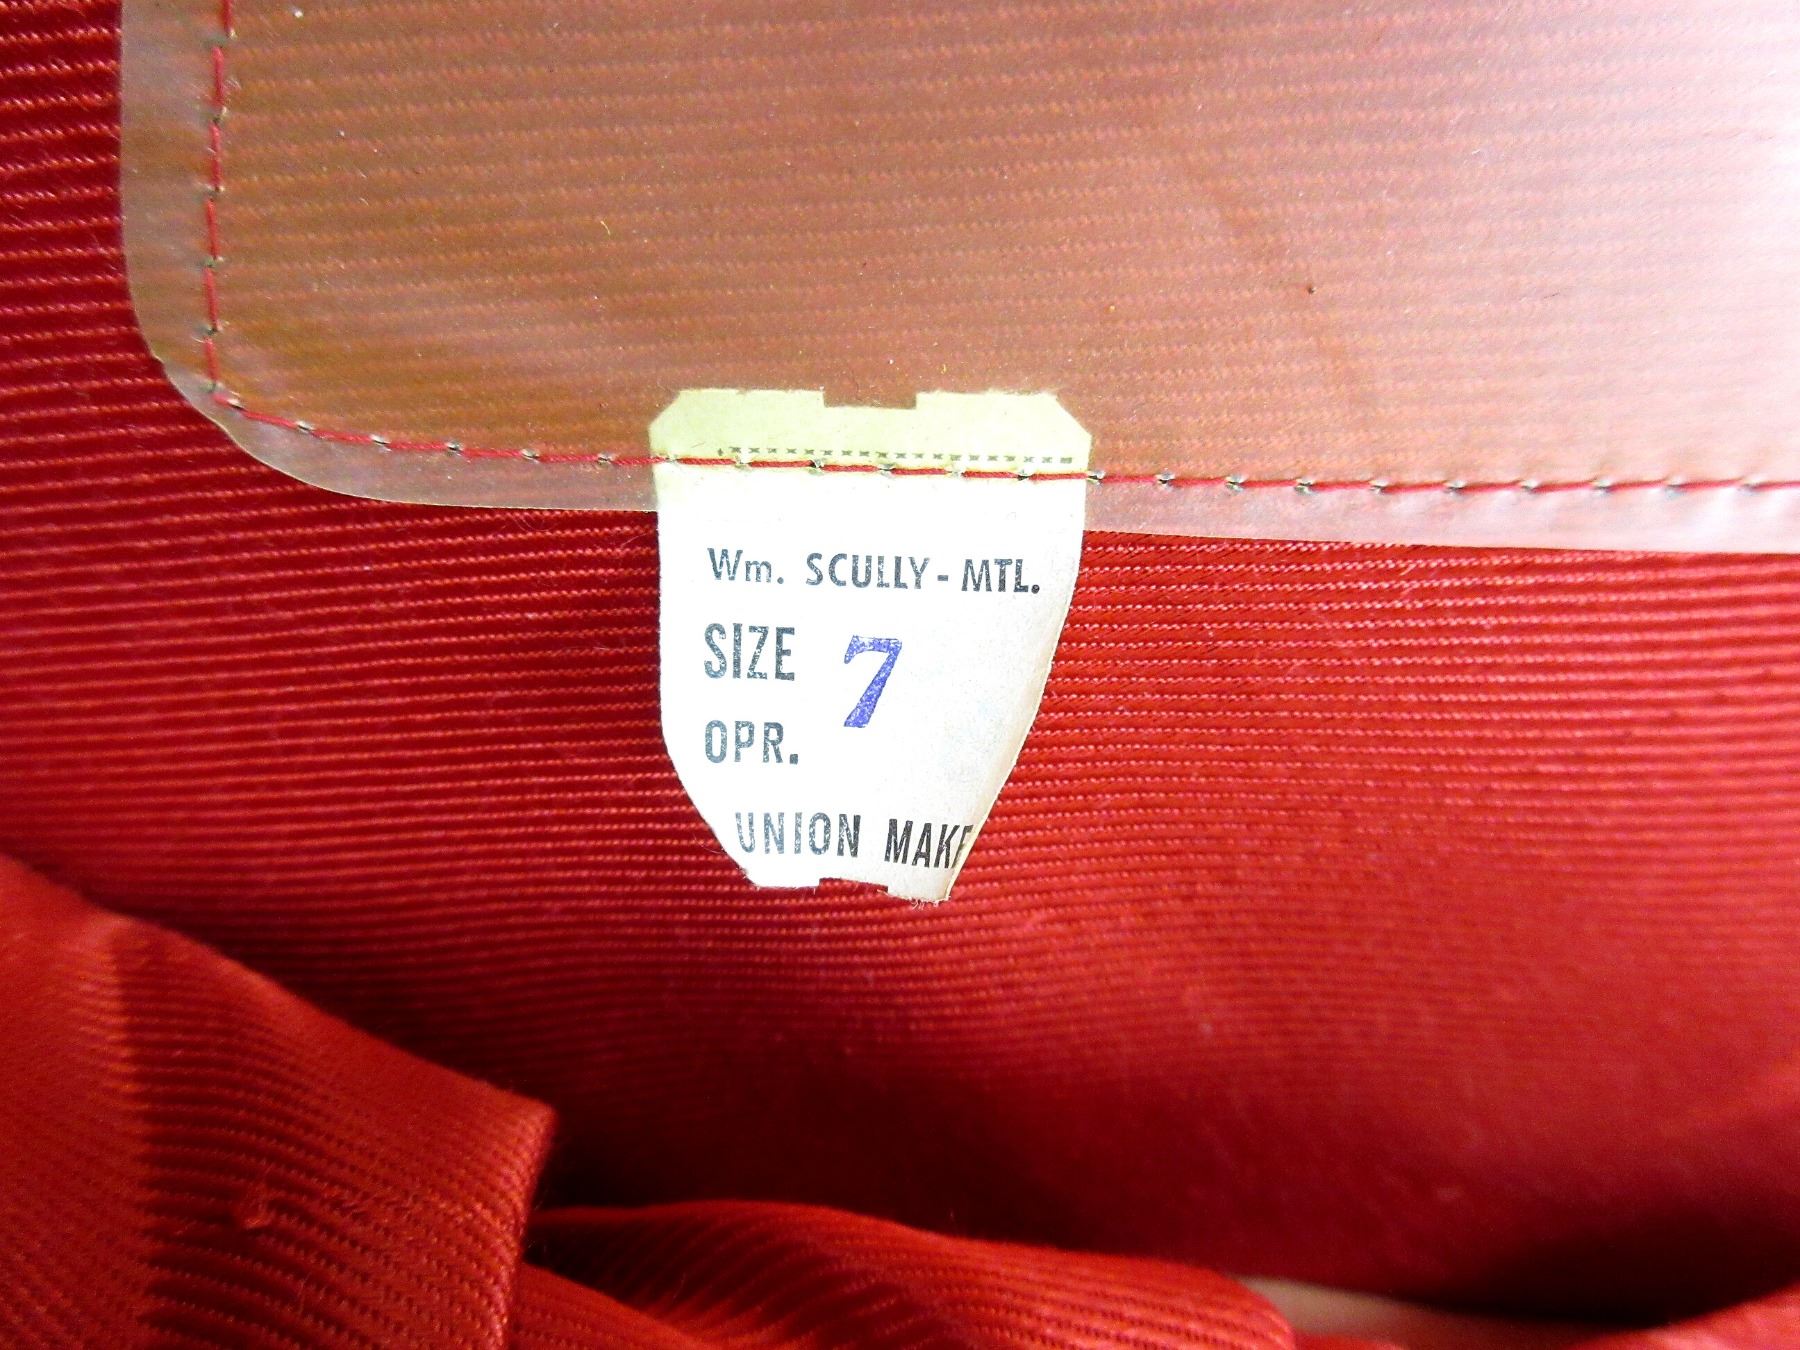 Wm. SCULLY - MTL.
SIZE 7
OPR.
UNION MAKE